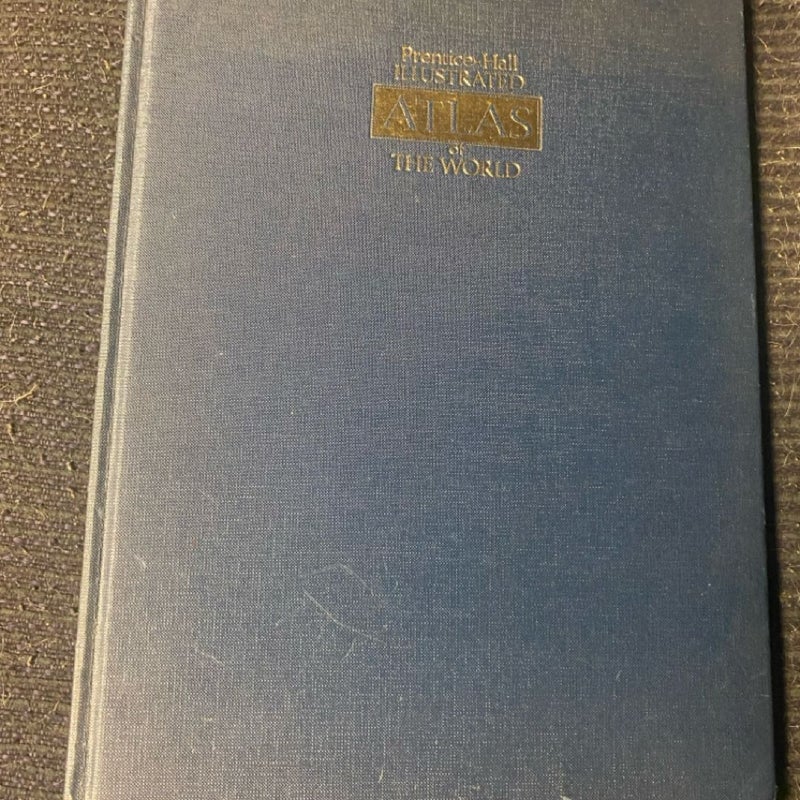 Prentice-Hall
ILLUSTRATED
ATLAS
of
THE WORLD